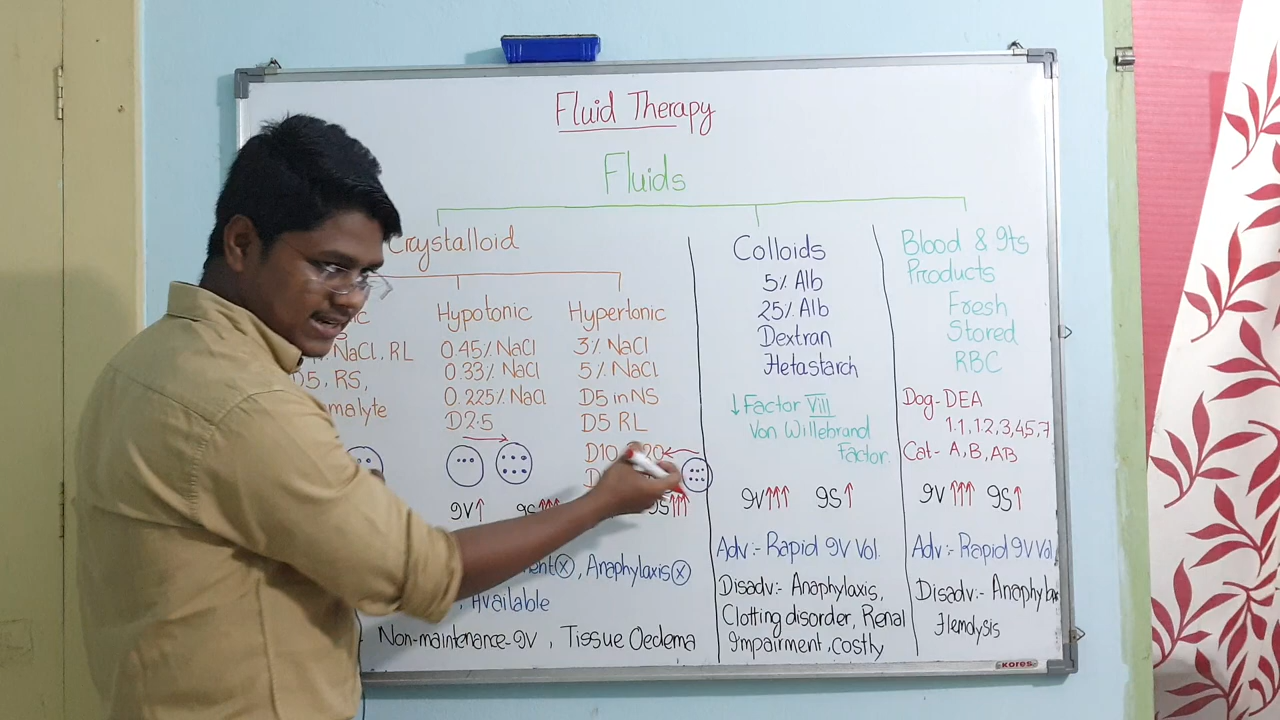 Fluid Therapy
Fluids
Crystalloid
Hypotonic
0.45% NaCl
0.33% NaCl
0.225% NaCl
D2.5
IV↑
Hypertonic
3% NaCl
5% NaCl
D5 in NS
D5 RL
D10
IS↑↑↑
NaCl, RL
D5, RS,
malyte
Anaphylaxis ⓧ
, Available
Non-maintenance-IV, Tissue Oedema
Colloids
5% Alb
25% Alb
Dextran
Hetastarch
↓ Factor VIII
Von Willebrand
Factor.
IV↑↑↑ IS↑
Adv:- Rapid IV Vol.
Disadv:- Anaphylaxis,
Clotting disorder, Renal
Impairment, costly
Blood & Its
Products
Fresh
Stored
RBC
Dog- DEA
1.1, 1.2, 3,4,5,7
Cat- A, B, AB
IV↑↑↑ IS↑
Adv:- Rapid IV Vol.
Disadv:- Anaphylax
Hemolysis
kores